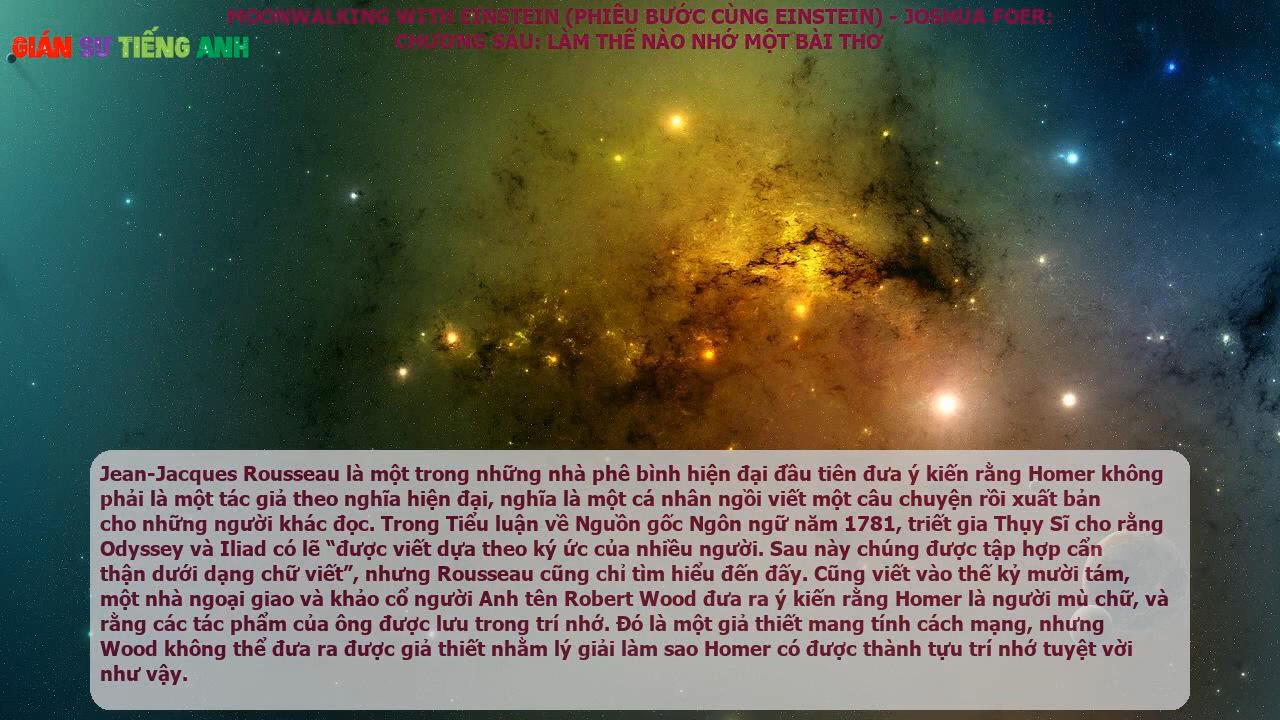 MOONWALKING WITH EINSTEIN (PHIÊU BƯỚC CÙNG EINSTEIN) - JOSHUA FOER:
CHƯƠNG SÁU: LÀM THẾ NÀO NHỚ MỘT BÀI THƠ
GIÁN SƯ TIẾNG ANH
Jean-Jacques Rousseau là một trong những nhà phê bình hiện đại đầu tiên đưa ý kiến rằng Homer không
phải là một tác giả theo nghĩa hiện đại, nghĩa là một cá nhân ngồi viết một câu chuyện rồi xuất bản
cho những người khác đọc. Trong Tiểu luận về Nguồn gốc Ngôn ngữ năm 1781, triết gia Thụy Sĩ cho rằng
Odyssey và Iliad có lẽ “được viết dựa theo ký ức của nhiều người. Sau này chúng được tập hợp cẩn
thận dưới dạng chữ viết”, nhưng Rousseau cũng chỉ tìm hiểu đến đấy. Cũng viết vào thế kỷ mười tám,
một nhà ngoại giao và khảo cổ người Anh tên Robert Wood đưa ra ý kiến rằng Homer là người mù chữ, và
rằng các tác phẩm của ông được lưu trong trí nhớ. Đó là một giả thiết mang tính cách mạng, nhưng
Wood không thể đưa ra được giả thiết nhằm lý giải làm sao Homer có được thành tựu trí nhớ tuyệt vời
như vậy.